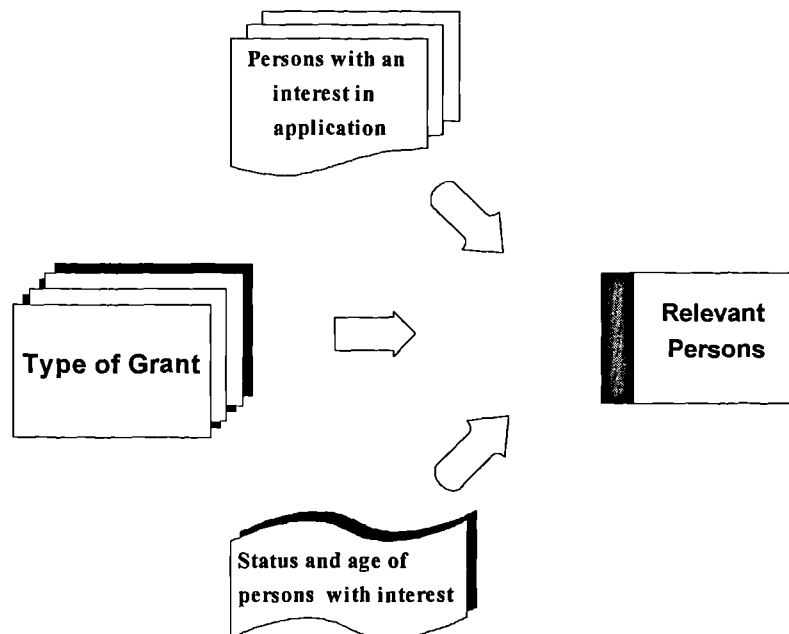 Persons with an
interest in
application
Type of Grant
Relevant
Persons
Status and age of
persons with interest